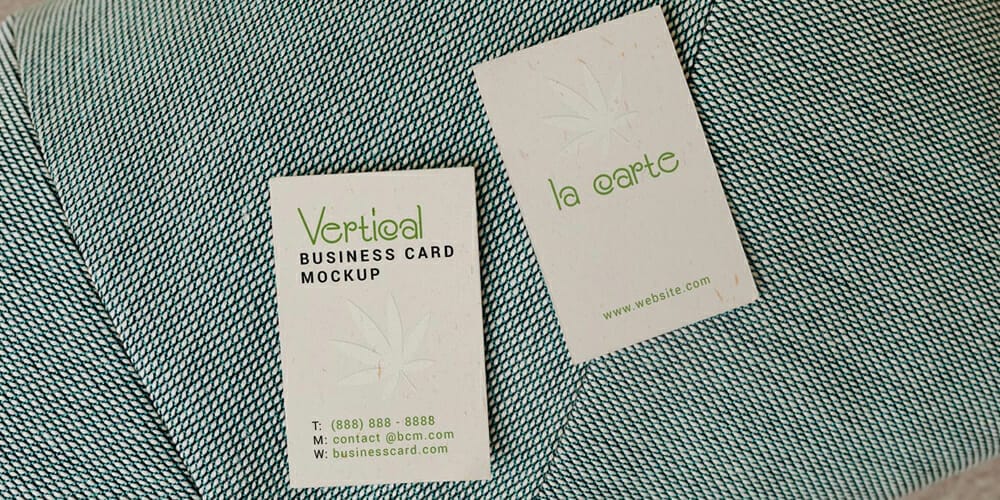 Vertical
BUSINESS CARD
MOCKUP
T: (888) 888 - 8888
M: contact @bcm.com
W: businesscard.com
la carte
www.website.com